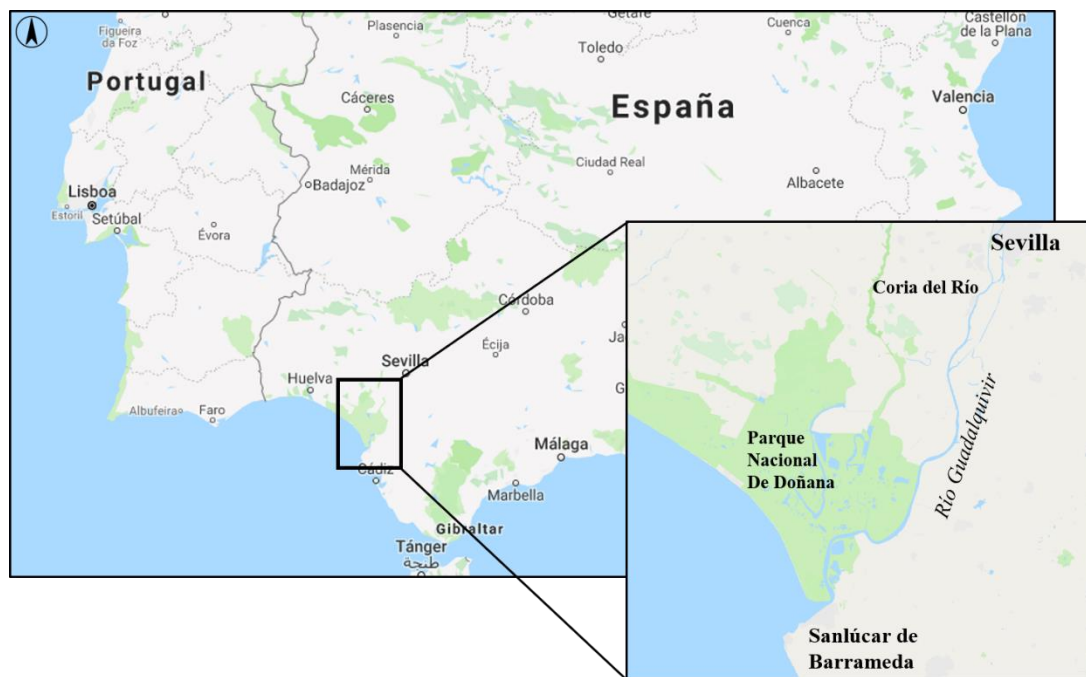 Figueira
da Foz
Plasencia
Getafe
Cuenca
Castellón
de la Plana
Toledo
Portugal
Cáceres
España
Valencia
Mérida
Badajoz
Ciudad Real
Albacete
Lisboa
Estoril
Setúbal
Évora
Córdoba
Écija
Ja
Sevilla
Huelva
G
Albufeira
Faro
Málaga
Cádiz
Marbella
Gibraltar
Tánger
طنجة
Sevilla
Coria del Río
Río Guadalquivir
Parque
Nacional
De Doñana
Sanlúcar de
Barrameda